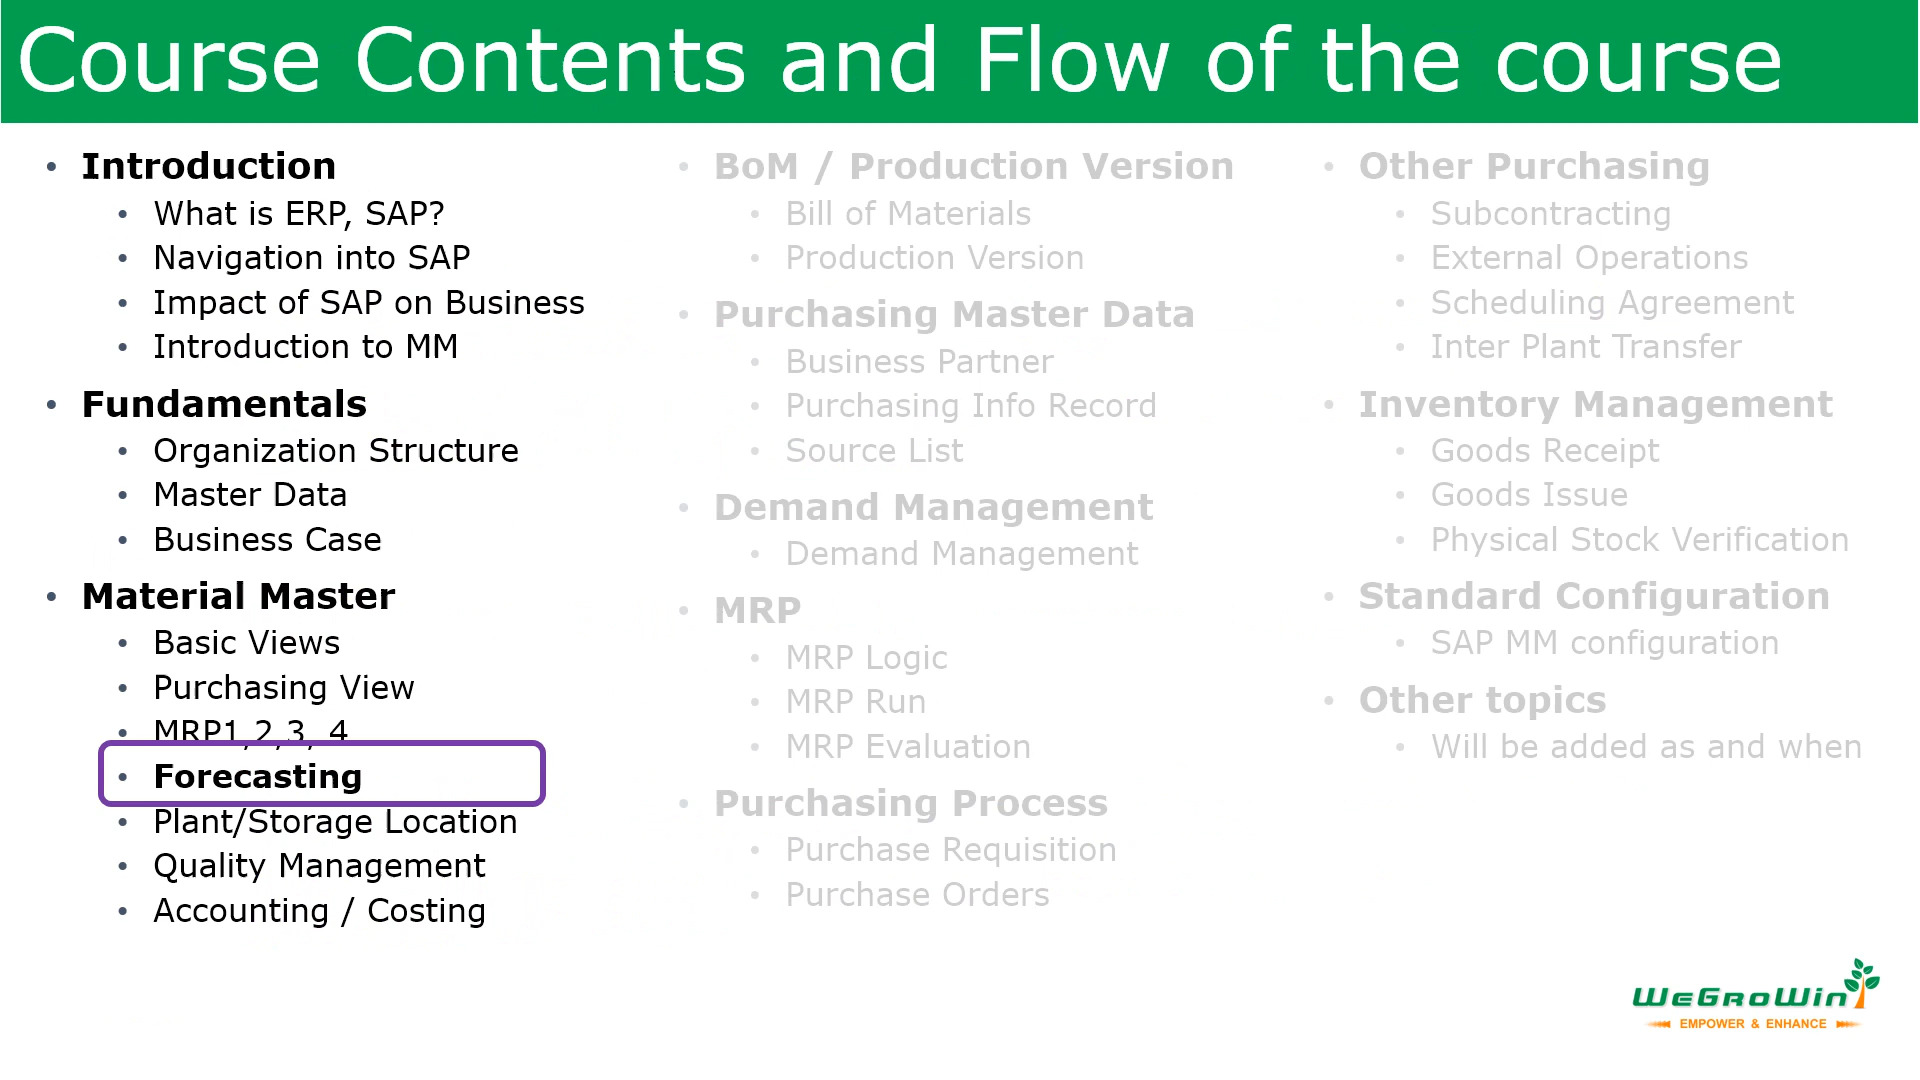 Course Contents and Flow of the course
Introduction
What is ERP, SAP?
Navigation into SAP
Impact of SAP on Business
Introduction to MM
Fundamentals
Organization Structure
Master Data
Business Case
Material Master
Basic Views
Purchasing View
MRP1,2,3, 4
Forecasting
Plant/Storage Location
Quality Management
Accounting / Costing
BoM / Production Version
Bill of Materials
Production Version
Purchasing Master Data
Business Partner
Purchasing Info Record
Source List
Demand Management
Demand Management
MRP
MRP Logic
MRP Run
MRP Evaluation
Purchasing Process
Purchase Requisition
Purchase Orders
Other Purchasing
Subcontracting
External Operations
Scheduling Agreement
Inter Plant Transfer
Inventory Management
Goods Receipt
Goods Issue
Physical Stock Verification
Standard Configuration
SAP MM configuration
Other topics
Will be added as and when
WeGroWin
EMPOWER & ENHANCE